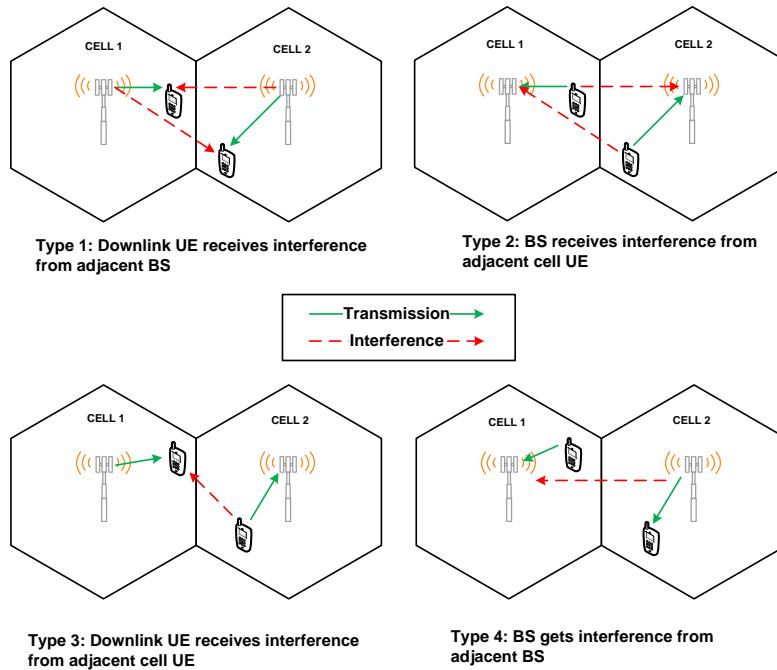 CELL 1
CELL 2
Type 1: Downlink UE receives interference
from adjacent BS
CELL 1
CELL 2
Type 2: BS receives interference from
adjacent cell UE
Transmission
Interference
CELL 1
CELL 2
Type 3: Downlink UE receives interference
from adjacent cell UE
CELL 1
CELL 2
Type 4: BS gets interference from
adjacent BS